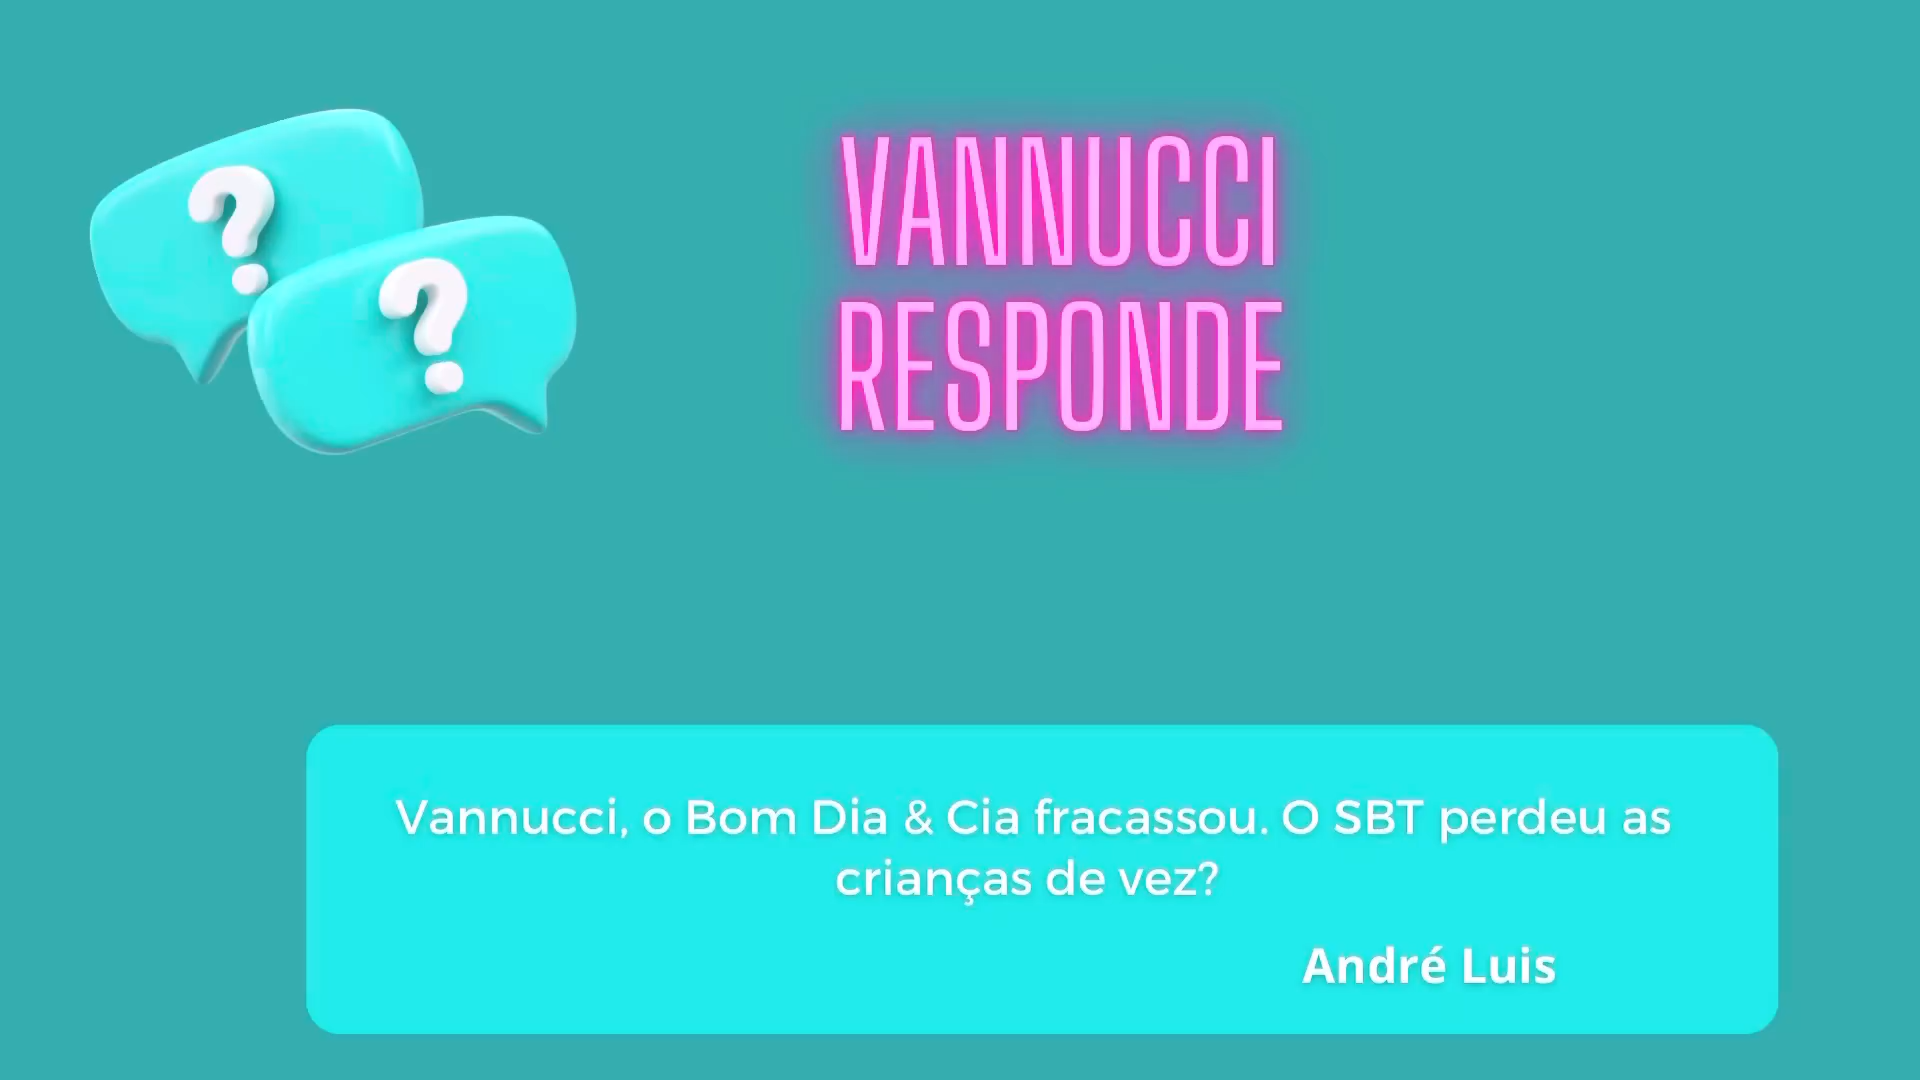 VANNUCCI
RESPONDE
Vannucci, o Bom Dia & Cia fracassou. O SBT perdeu as
crianças de vez?
André Luis